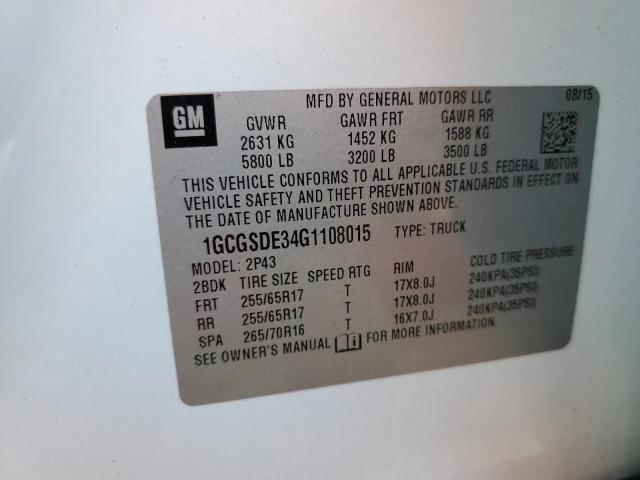 GM
MFD BY GENERAL MOTORS LLC 08/15
GVWR GAWR FRT GAWR RR
2631 KG 1452 KG 1588 KG
5800 LB 3200 LB 3500 LB
THIS VEHICLE CONFORMS TO ALL APPLICABLE U.S. FEDERAL MOTOR
VEHICLE SAFETY AND THEFT PREVENTION STANDARDS IN EFFECT ON
THE DATE OF MANUFACTURE SHOWN ABOVE.
1GCGSDE34G1108015 TYPE: TRUCK
MODEL: 2P43
2BDK TIRE SIZE SPEED RTG RIM COLD TIRE PRESSURE
FRT 255/65R17 T 17X8.0J 240KPA(35PSI)
RR 255/65R17 T 17X8.0J 240KPA(35PSI)
SPA 265/70R16 T 16X7.0J 240KPA(35PSI)
SEE OWNER'S MANUAL FOR MORE INFORMATION.